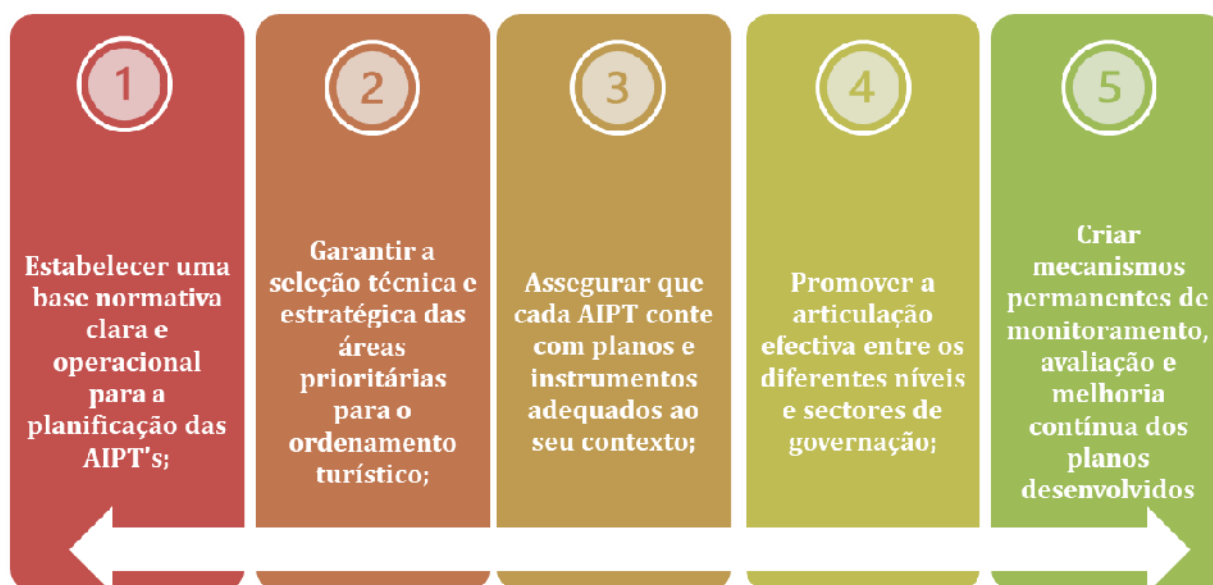 1
Estabelecer uma
base normativa
clara e
operacional
para a
planificação das
AIPT's;
2
Garantir a
seleção técnica e
estratégica das
áreas
prioritárias
para o
ordenamento
turístico;
3
Assegurar que
cada AIPT conte
com planos e
instrumentos
adequados ao
seu contexto;
4
Promover a
articulação
efectiva entre os
diferentes níveis
e sectores de
governação;
5
Criar
mecanismos
permanentes de
monitoramento,
avaliação e
melhoria
contínua dos
planos
desenvolvidos